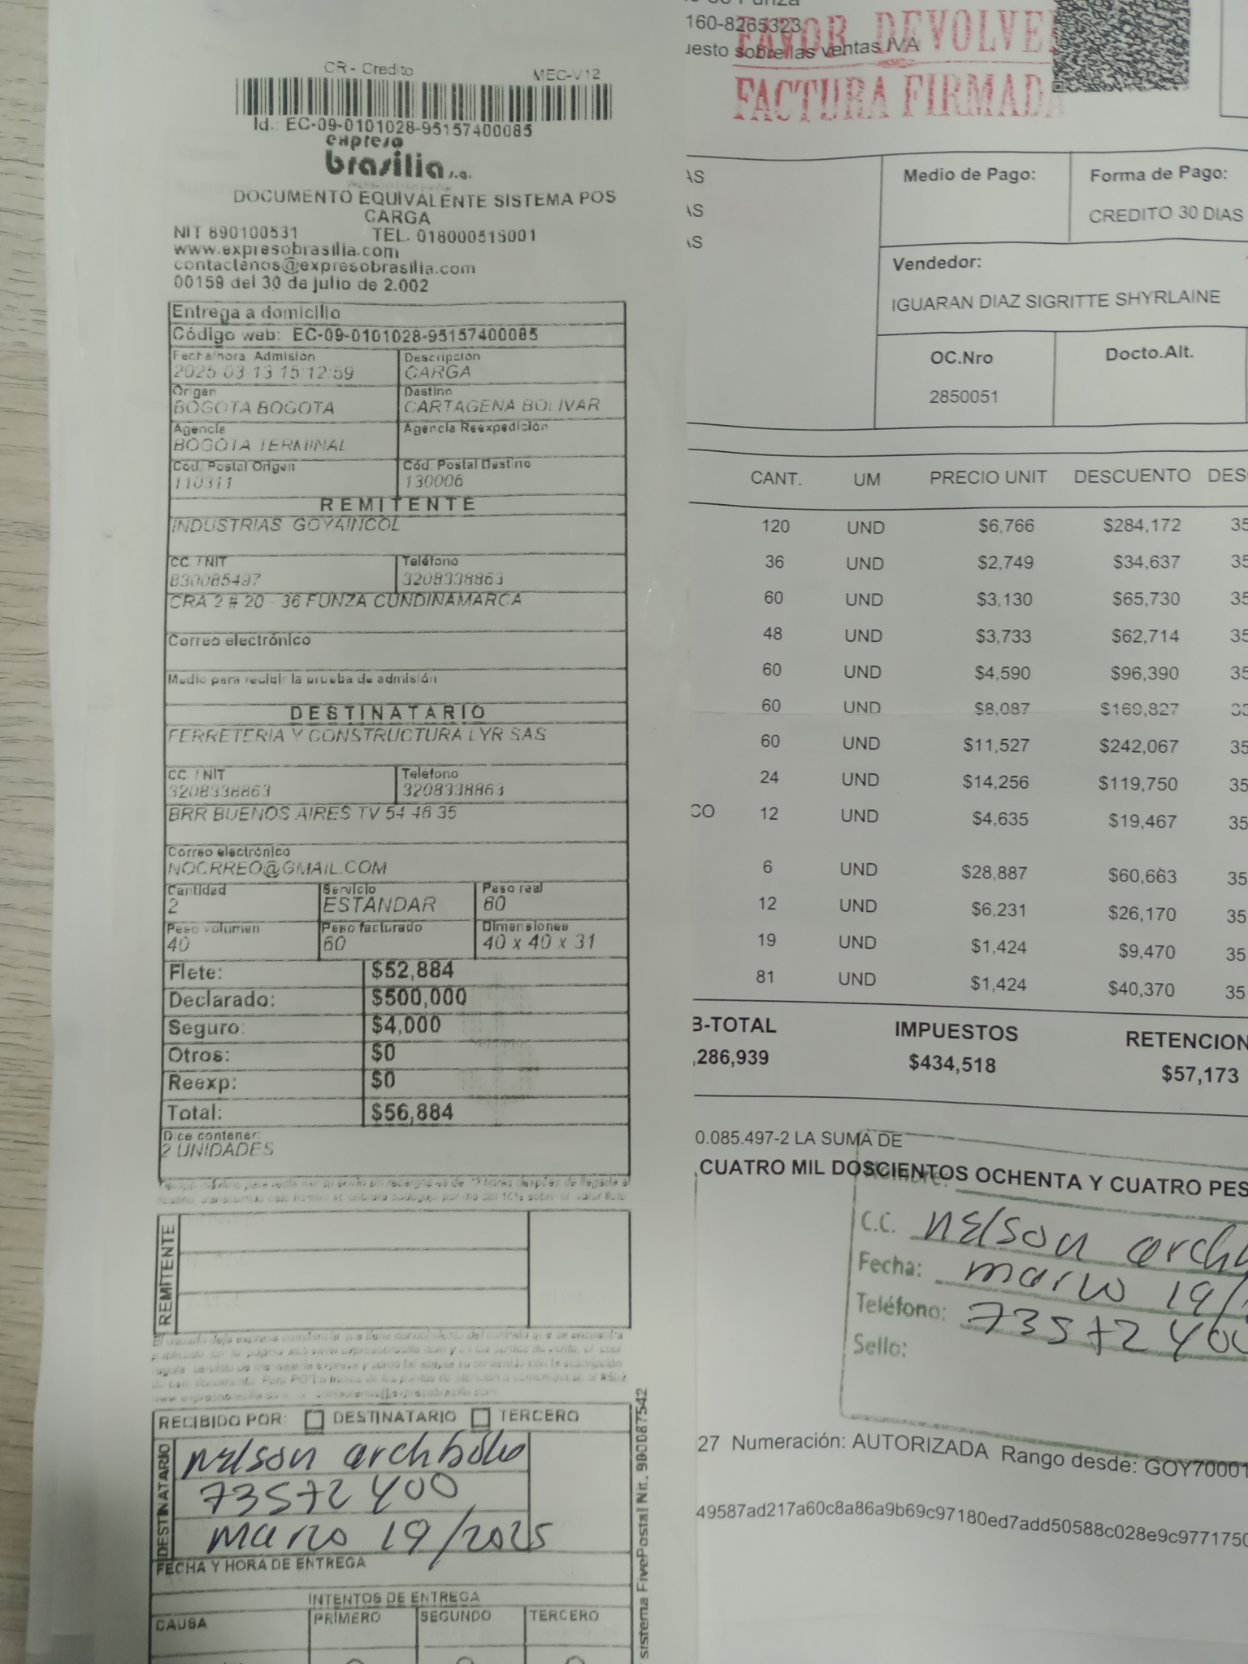 CR - Credito MEC-V12
Id.: EC-09-0101028-95157400085
expreso
brasilia s.a.
DOCUMENTO EQUIVALENTE SISTEMA POS
CARGA
NIT 890100531 TEL. 018000515001
www.expresobrasilia.com
contactenos@expresobrasilia.com
00159 del 30 de julio de 2.002
Entrega a domicilio
Código web: EC-09-0101028-95157400085
Fecha/hora Admisión Descripción
2025 03 13 15:12:59 CARGA
Origen Destino
BOGOTA BOGOTA CARTAGENA BOLIVAR
Agencia Agencia Reexpedición
BOGOTA TERMINAL
Cód. Postal Origen Cód. Postal Destino
110311 130006
REMITENTE
INDUSTRIAS GOYAINCOL
CC. / NIT Teléfono
830085497 3208338863
CRA 2 # 20 - 36 FUNZA CUNDINAMARCA
Correo electrónico
Medio para recibir la prueba de admisión
DESTINATARIO
FERRETERIA Y CONSTRUCTURA LYR SAS
CC / NIT Teléfono
3208338863 3208338863
BRR BUENOS AIRES TV 54 46 35
Correo electrónico
NOCRREO@GMAIL.COM
Cantidad Servicio Peso real
2 ESTANDAR 60
Peso volumen Peso facturado Dimensiones
40 60 40 x 40 x 31
Flete: $52,884
Declarado: $500,000
Seguro: $4,000
Otros: $0
Reexp: $0
Total: $56,884
Dice contener:
2 UNIDADES
REMITENTE
RECIBIDO POR: DESTINATARIO TERCERO
DESTINATARIO
nelson archbold
73572400
marzo 19/2025
FECHA Y HORA DE ENTREGA
INTENTOS DE ENTREGA
CAUSA PRIMERO SEGUNDO TERCERO
sistema FivePostal Nit. 900087542
160-8265323
uesto sobre las ventas IVA
FAVOR DEVOLVE
FACTURA FIRMADA
AS
AS
AS
Medio de Pago: Forma de Pago:
CREDITO 30 DIAS
Vendedor:
IGUARAN DIAZ SIGRITTE SHYRLAINE
OC.Nro Docto.Alt.
2850051
CANT. UM PRECIO UNIT DESCUENTO DES
120 UND $6,766 $284,172 35
36 UND $2,749 $34,637 35
60 UND $3,130 $65,730 35
48 UND $3,733 $62,714 35
60 UND $4,590 $96,390 35
60 UND $8,087 $169,827
60 UND $11,527 $242,067 35
24 UND $14,256 $119,750 35
CO 12 UND $4,635 $19,467 35
6 UND $28,887 $60,663 35
12 UND $6,231 $26,170 35
19 UND $1,424 $9,470 35
81 UND $1,424 $40,370 35
B-TOTAL IMPUESTOS RETENCION
,286,939 $434,518 $57,173
0.085.497-2 LA SUMA DE
CUATRO MIL DOSCIENTOS OCHENTA Y CUATRO PES
Nombre:
C.C. nelson archb
Fecha: marzo 19/
Teléfono: 73572400
Sello:
27 Numeración: AUTORIZADA Rango desde: GOY70001
49587ad217a60c8a86a9b69c97180ed7add50588c028e9c9771750